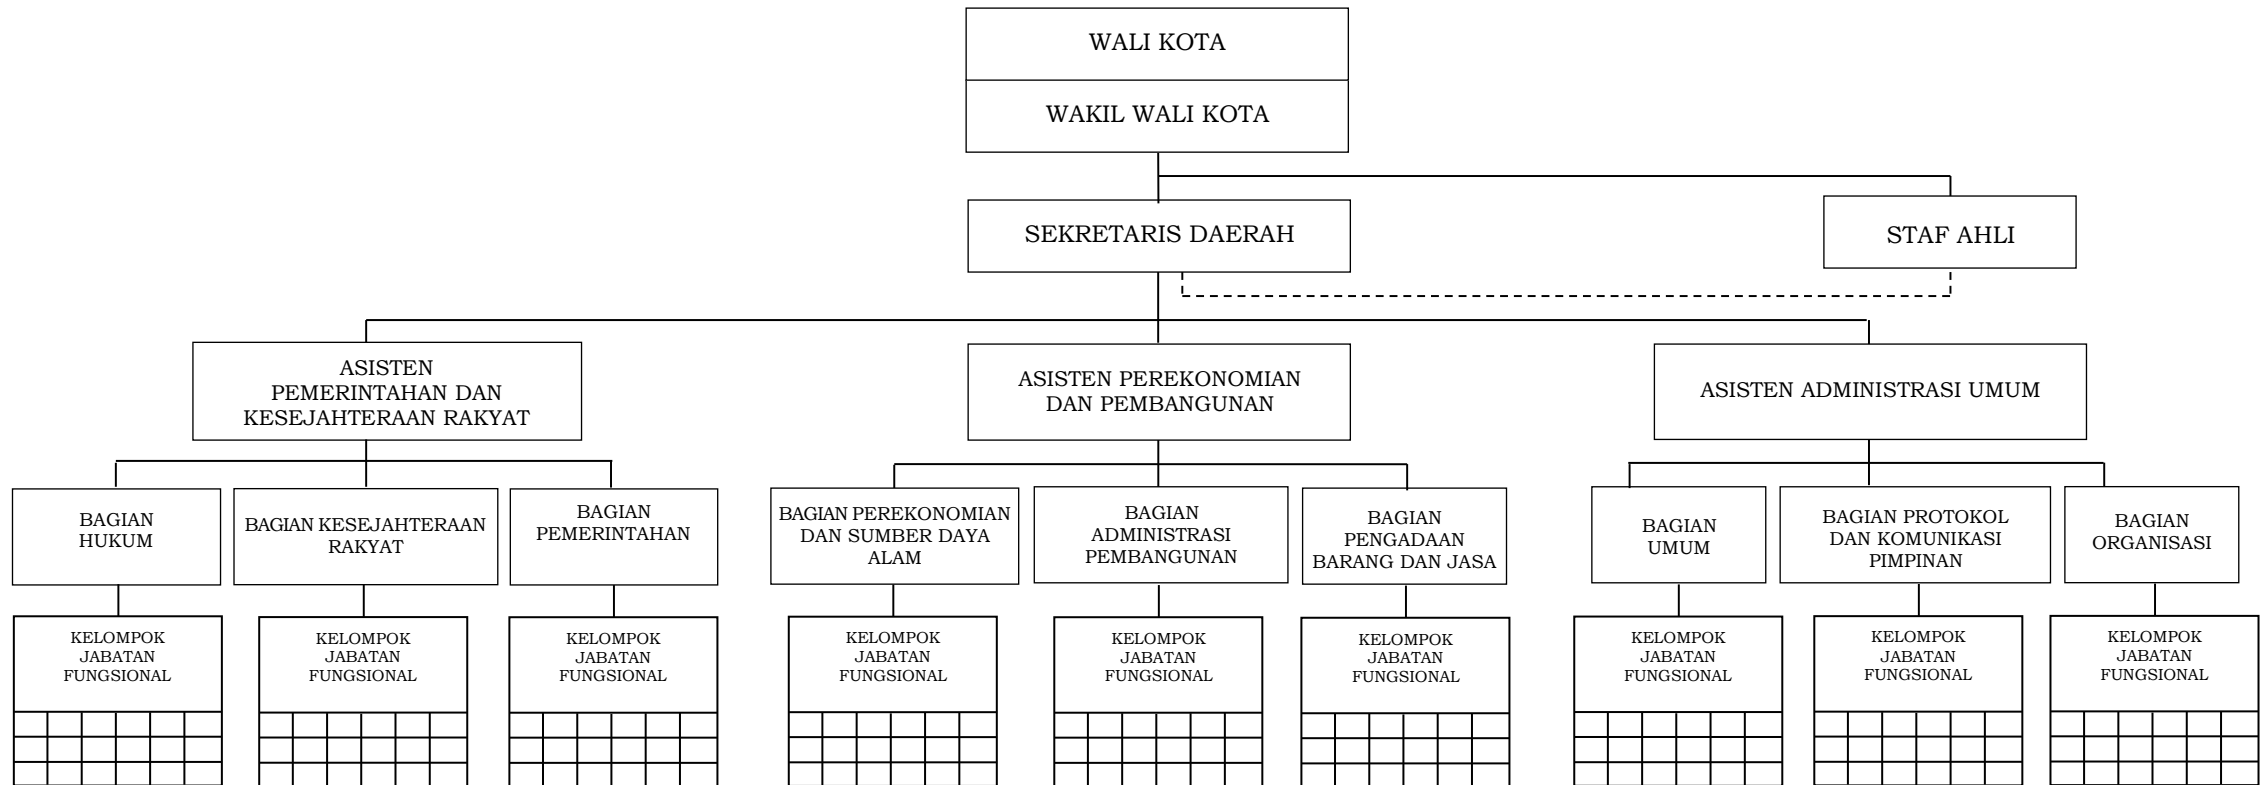 WALI KOTA
WAKIL WALI KOTA
SEKRETARIS DAERAH
STAF AHLI
ASISTEN
PEMERINTAHAN DAN
KESEJAHTERAAN RAKYAT
ASISTEN PEREKONOMIAN
DAN PEMBANGUNAN
ASISTEN ADMINISTRASI UMUM
BAGIAN
HUKUM
BAGIAN KESEJAHTERAAN
RAKYAT
BAGIAN
PEMERINTAHAN
BAGIAN PEREKONOMIAN
DAN SUMBER DAYA
ALAM
BAGIAN
ADMINISTRASI
PEMBANGUNAN
BAGIAN
PENGADAAN
BARANG DAN JASA
BAGIAN
UMUM
BAGIAN PROTOKOL
DAN KOMUNIKASI
PIMPINAN
BAGIAN
ORGANISASI
KELOMPOK
JABATAN
FUNGSIONAL
KELOMPOK
JABATAN
FUNGSIONAL
KELOMPOK
JABATAN
FUNGSIONAL
KELOMPOK
JABATAN
FUNGSIONAL
KELOMPOK
JABATAN
FUNGSIONAL
KELOMPOK
JABATAN
FUNGSIONAL
KELOMPOK
JABATAN
FUNGSIONAL
KELOMPOK
JABATAN
FUNGSIONAL
KELOMPOK
JABATAN
FUNGSIONAL